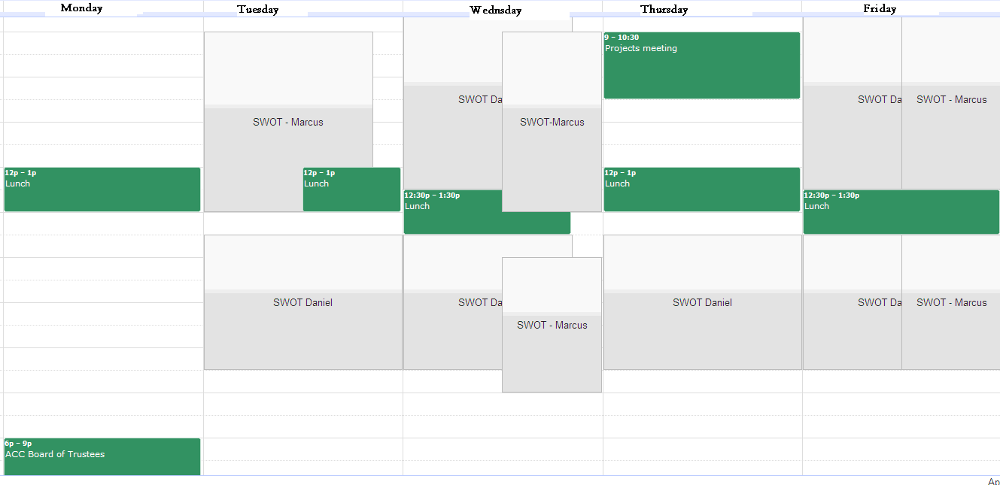 Monday
Tuesday
Wednsday
Thursday
Friday
9 – 10:30
Projects meeting
SWOT Da
SWOT Da
SWOT - Marcus
SWOT - Marcus
SWOT-Marcus
12p – 1p
Lunch
12p – 1p
Lunch
12p – 1p
Lunch
12:30p – 1:30p
Lunch
12:30p – 1:30p
Lunch
SWOT Daniel
SWOT Da
SWOT Daniel
SWOT Da
SWOT - Marcus
SWOT - Marcus
6p – 9p
ACC Board of Trustees
Ap